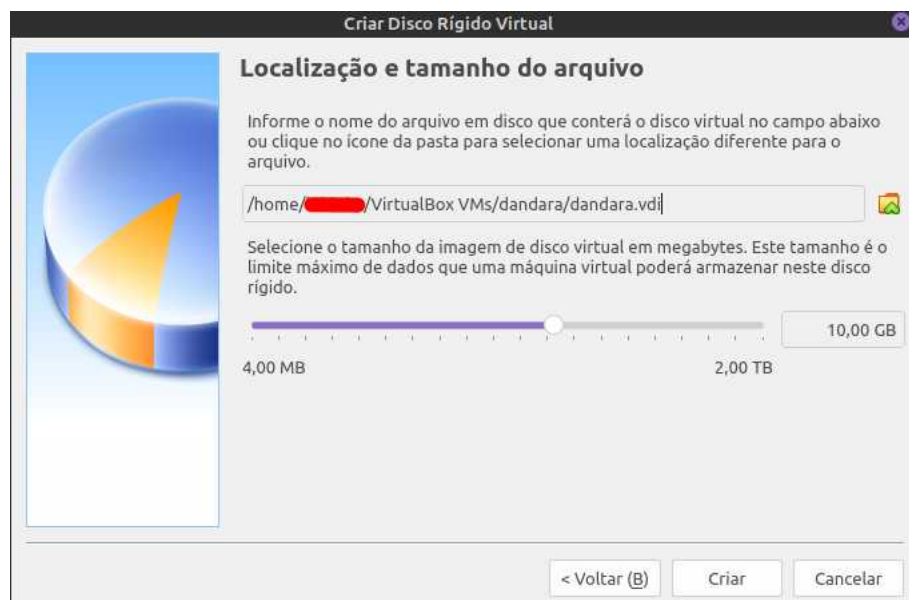 Criar Disco Rígido Virtual
Localização e tamanho do arquivo
Informe o nome do arquivo em disco que conterá o disco virtual no campo abaixo
ou clique no ícone da pasta para selecionar uma localização diferente para o
arquivo.
/home/ /VirtualBox VMs/dandara/dandara.vdi
Selecione o tamanho da imagem de disco virtual em megabytes. Este tamanho é o
limite máximo de dados que uma máquina virtual poderá armazenar neste disco
rígido.
10,00 GB
4,00 MB 2,00 TB
< Voltar (B) Criar Cancelar